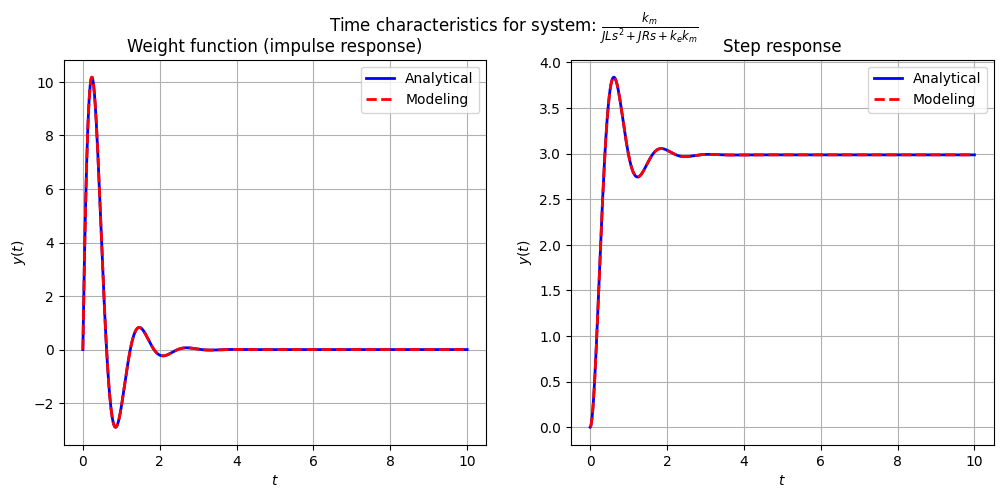 Time characteristics for system: $\frac{k_m}{JLs^2+JRs+k_ek_m}$
Weight function (impulse response)
Analytical
Modeling
10
8
6
4
2
0
−2
y(t)
0
2
4
6
8
10
t
Step response
Analytical
Modeling
4.0
3.5
3.0
2.5
2.0
1.5
1.0
0.5
0.0
y(t)
0
2
4
6
8
10
t